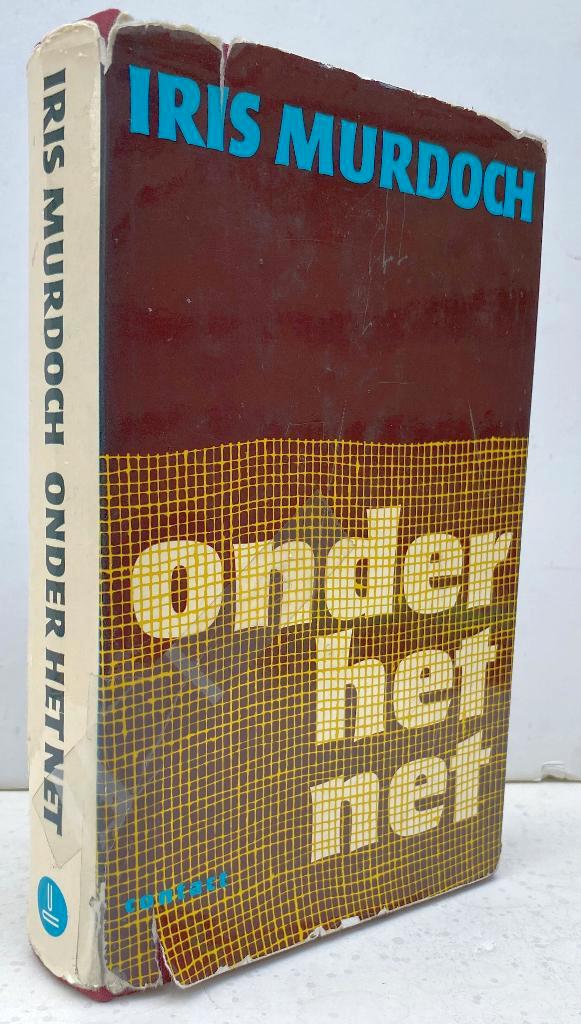 IRIS MURDOCH ONDER HET NET
IRIS MURDOCH
onder
het
net
contact